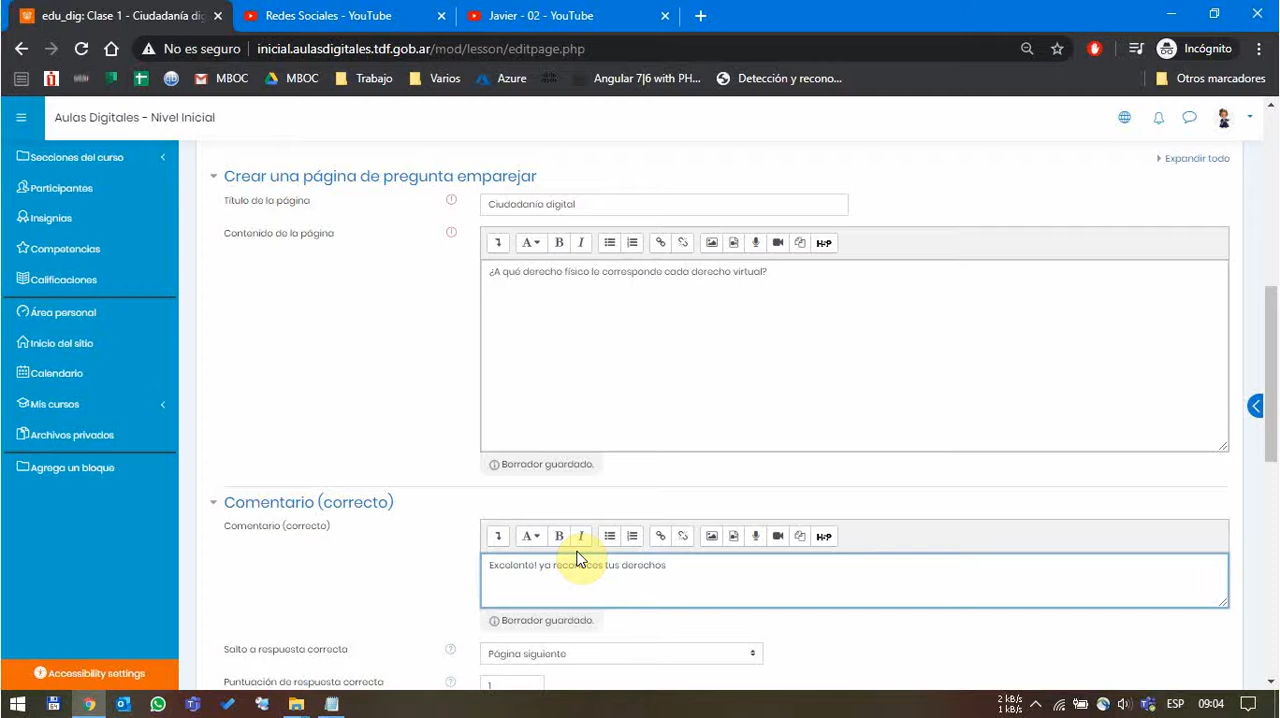 edu_dig: Clase 1 - Ciudadanía di
Redes Sociales - YouTube
Javier - 02 - YouTube
No es seguro
inicial.aulasdigitales.tdf.gob.ar/mod/lesson/editpage.php
Incógnito
MBOC
MBOC
Trabajo
Varios
Azure
Angular 7|6 with PH...
Detección y recono...
Otros marcadores
Aulas Digitales - Nivel Inicial
Secciones del curso
Participantes
Insignias
Competencias
Calificaciones
Área personal
Inicio del sitio
Calendario
Mis cursos
Archivos privados
Agrega un bloque
Accessibility settings
Expandir todo
Crear una página de pregunta emparejar
Título de la página
Ciudadanía digital
Contenido de la página
A
B
I
H-P
¿A qué derecho físico le corresponde cada derecho virtual?
Borrador guardado.
Comentario (correcto)
Comentario (correcto)
A
B
I
H-P
Excelente! ya reconoces tus derechos
Borrador guardado.
Salto a respuesta correcta
Página siguiente
Puntuación de respuesta correcta
1
2 kB/s
1 kB/s
ESP
09:04